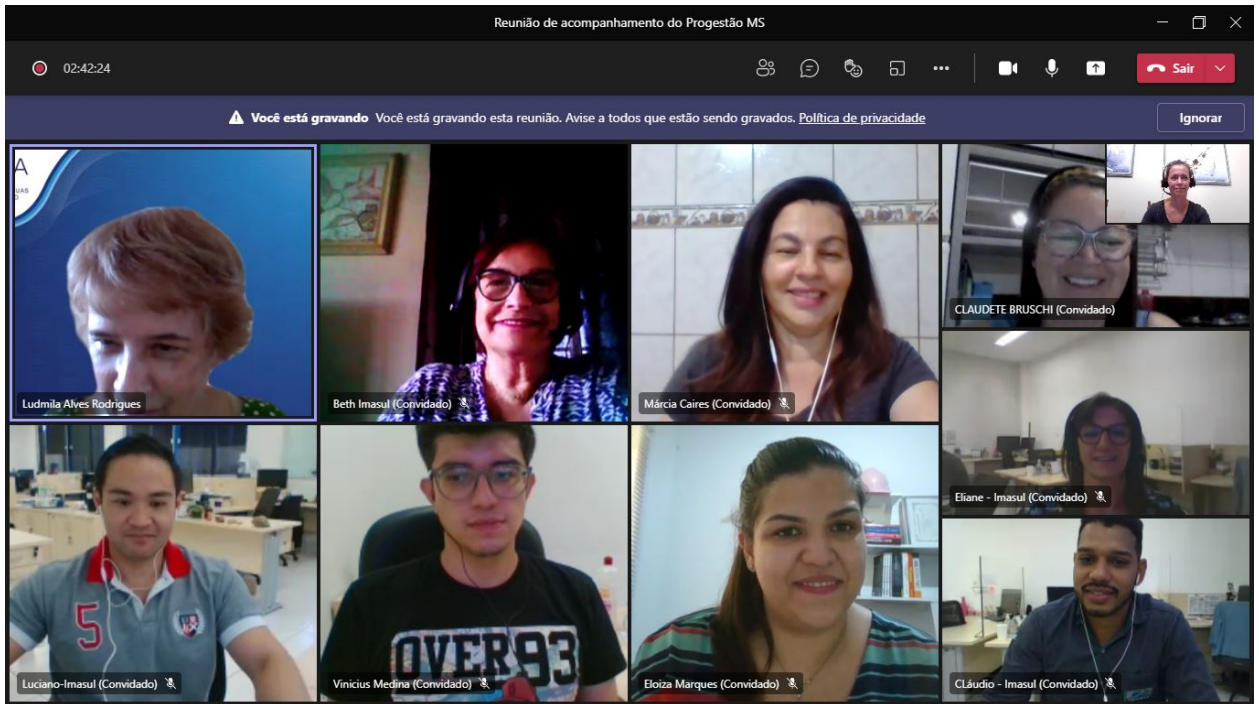 Reunião de acompanhamento do Progestão MS
02:42:24
Sair
Você está gravando Você está gravando esta reunião. Avise a todos que estão sendo gravados. Política de privacidade
Ignorar
A
UAS
O
Ludmila Alves Rodrigues
Beth Imasul (Convidado)
Márcia Caires (Convidado)
CLAUDETE BRUSCHI (Convidado)
Eliane - Imasul (Convidado)
5
Luciano-Imasul (Convidado)
OVER93
Vinicius Medina (Convidado)
Eloiza Marques (Convidado)
CLáudio - Imasul (Convidado)